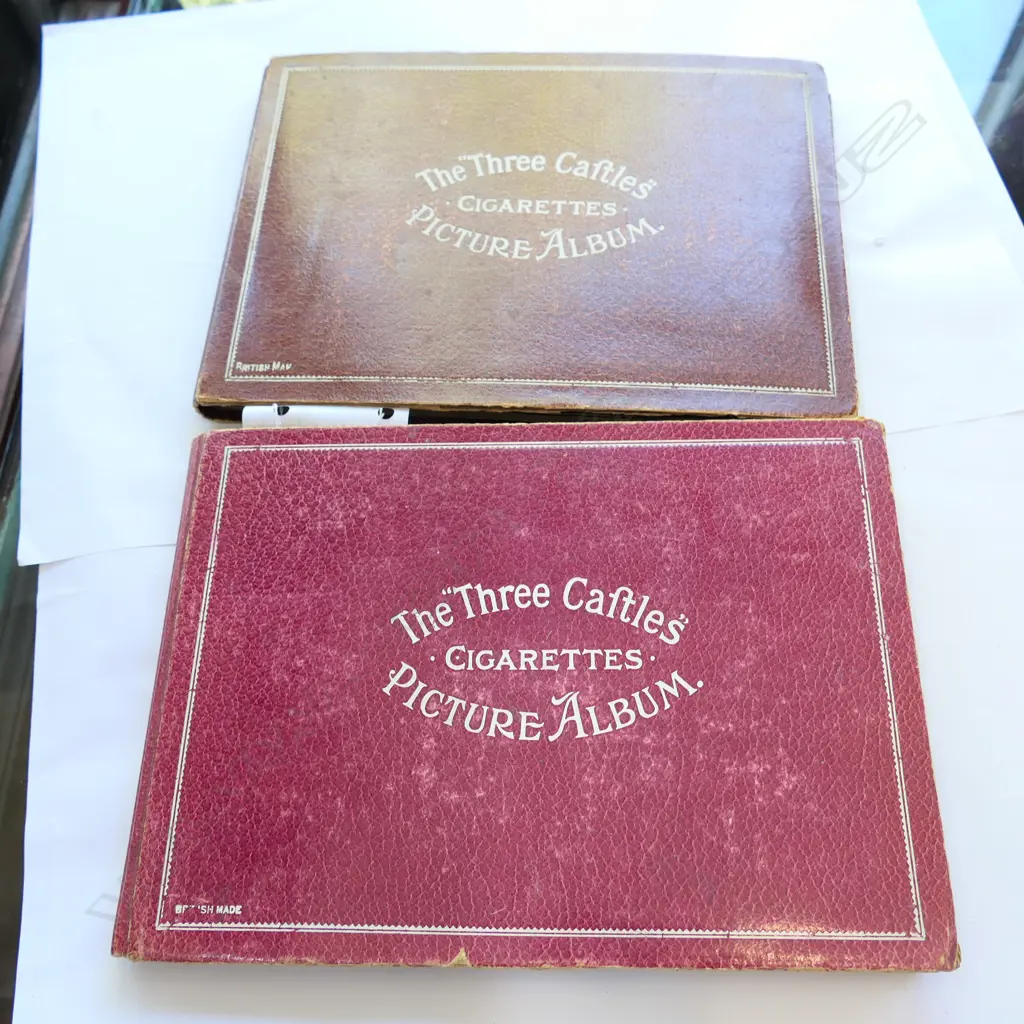 The "Three Caſtles"
· CIGARETTES ·
PICTURE ALBUM.
BRITISH
The "Three Caſtles"
· CIGARETTES ·
PICTURE ALBUM.
MADE